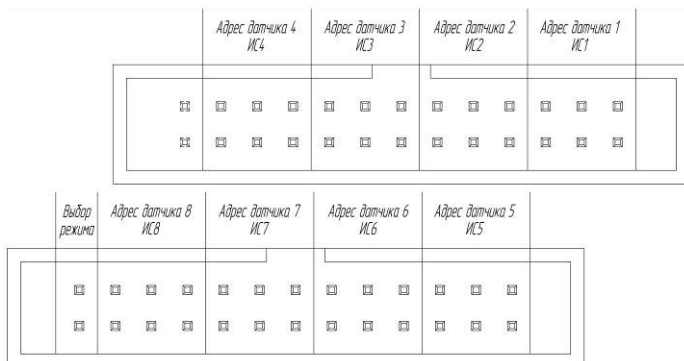 Адрес датчика 4
ИС4
Адрес датчика 3
ИС3
Адрес датчика 2
ИС2
Адрес датчика 1
ИС1
Выбор
режима
Адрес датчика 8
ИС8
Адрес датчика 7
ИС7
Адрес датчика 6
ИС6
Адрес датчика 5
ИС5